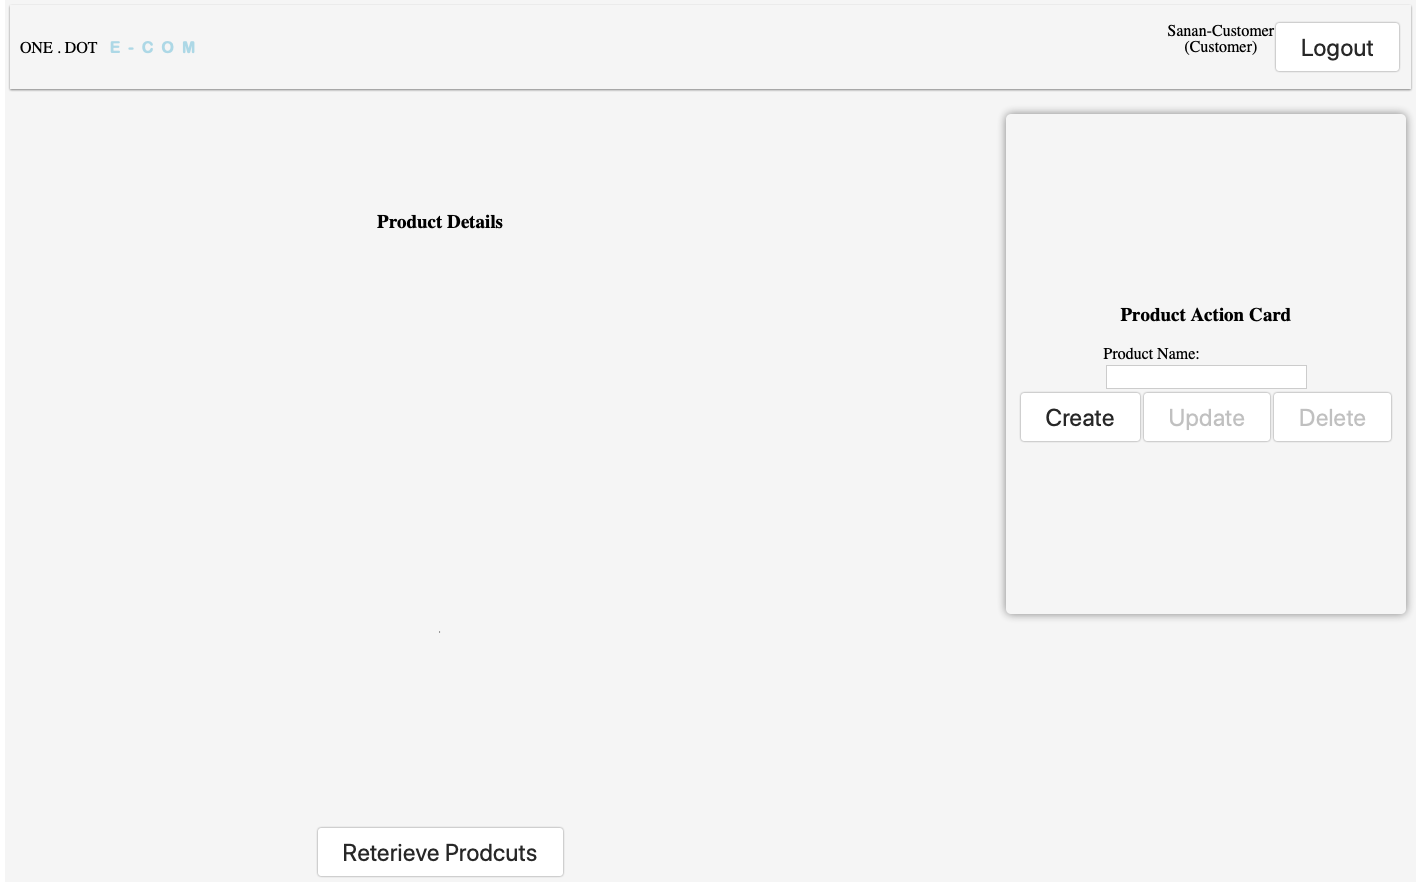 ONE . DOT E - C O M
Sanan-Customer
(Customer)
Logout
Product Details
Product Action Card
Product Name:
Create Update Delete
Reterieve Prodcuts